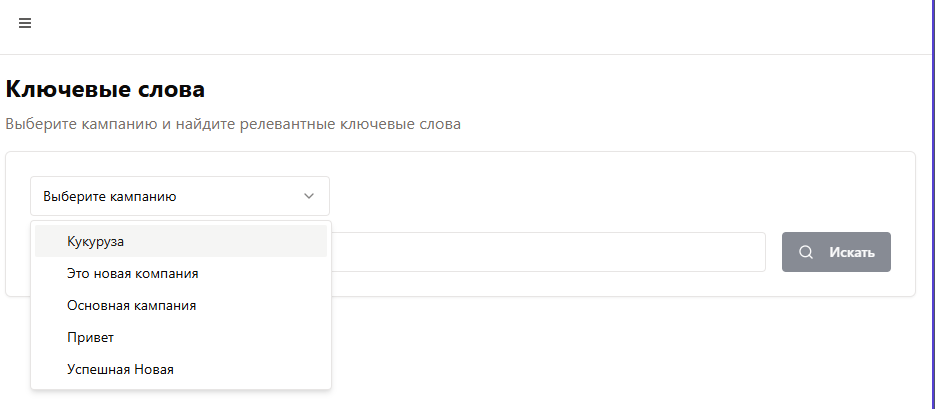 Ключевые слова
Выберите кампанию и найдите релевантные ключевые слова
Выберите кампанию
Кукуруза
Это новая компания
Основная кампания
Привет
Успешная Новая
Искать